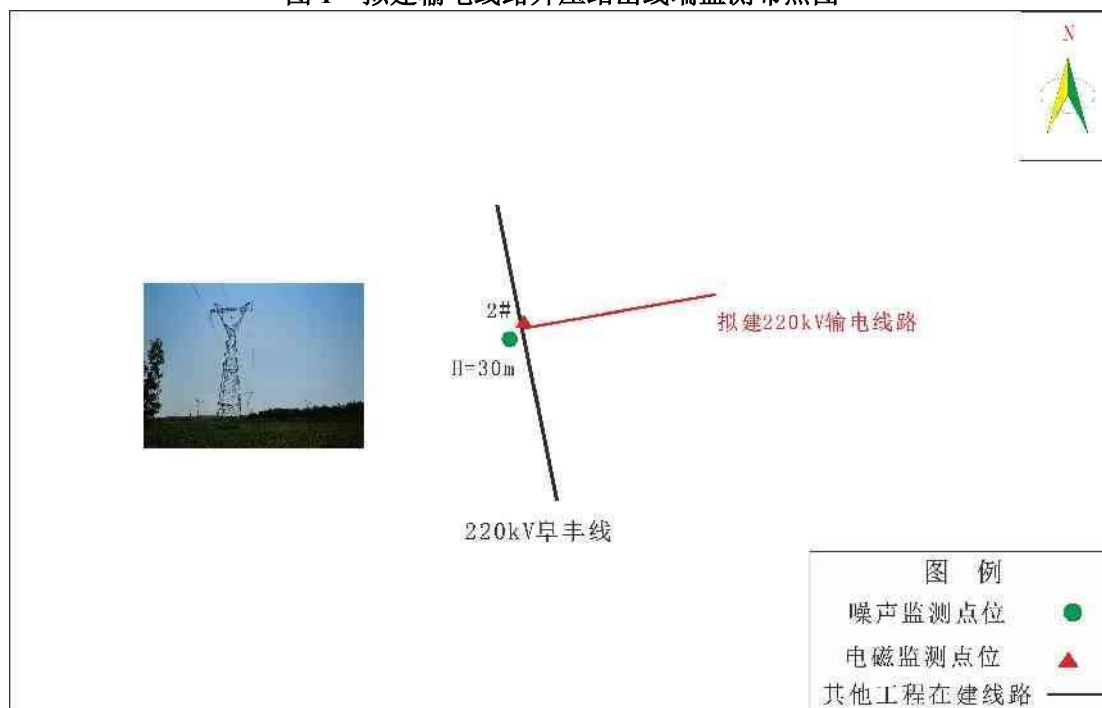 N
2#
拟建220kV输电线路
H=30m
220kV阜丰线
图 例
噪声监测点位
电磁监测点位
其他工程在建线路